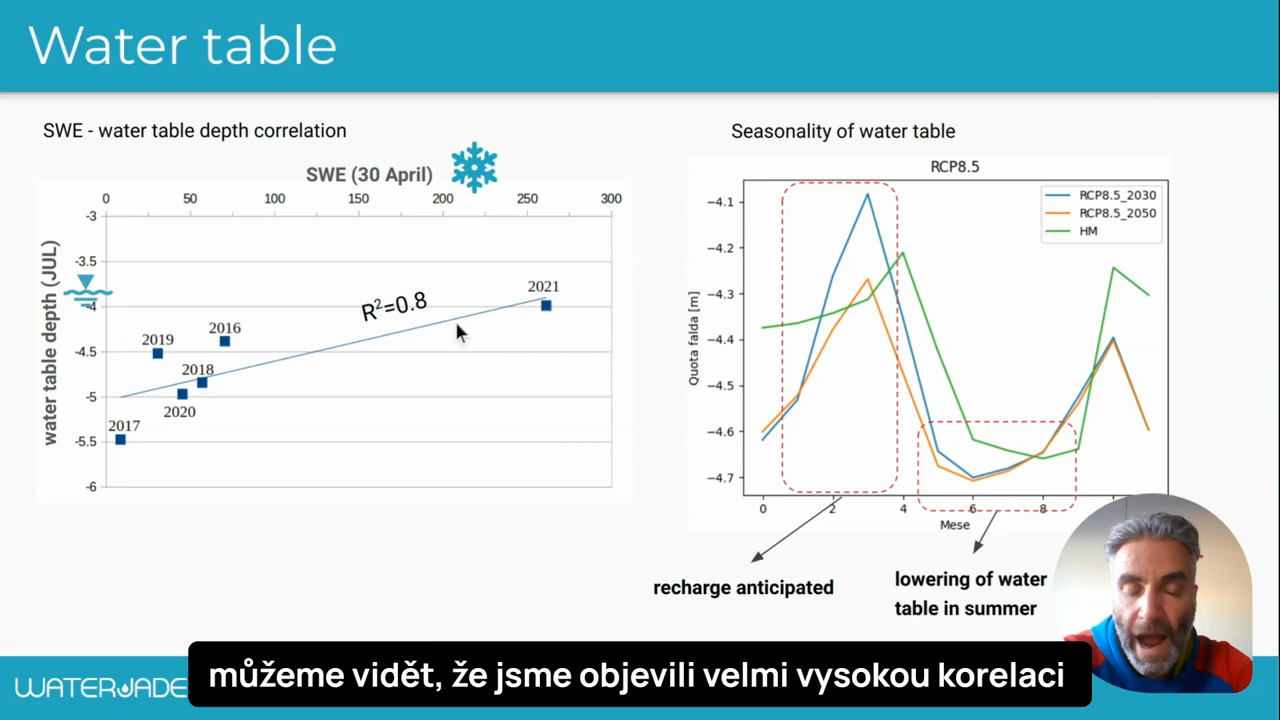 Water table
SWE - water table depth correlation
SWE (30 April)
0 50 100 150 200 250 300
-3
-3.5
-4
-4.5
-5
-5.5
-6
water table depth (JUL)
R²=0.8
2021
2019
2016
2018
2020
2017
Seasonality of water table
RCP8.5
RCP8.5_2030
RCP8.5_2050
HM
−4.1
−4.2
−4.3
−4.4
−4.5
−4.6
−4.7
Quota falda [m]
0 2 4 6 8
Mese
recharge anticipated
lowering of water
table in summer
můžeme vidět, že jsme objevili velmi vysokou korelaci
WATERJADE